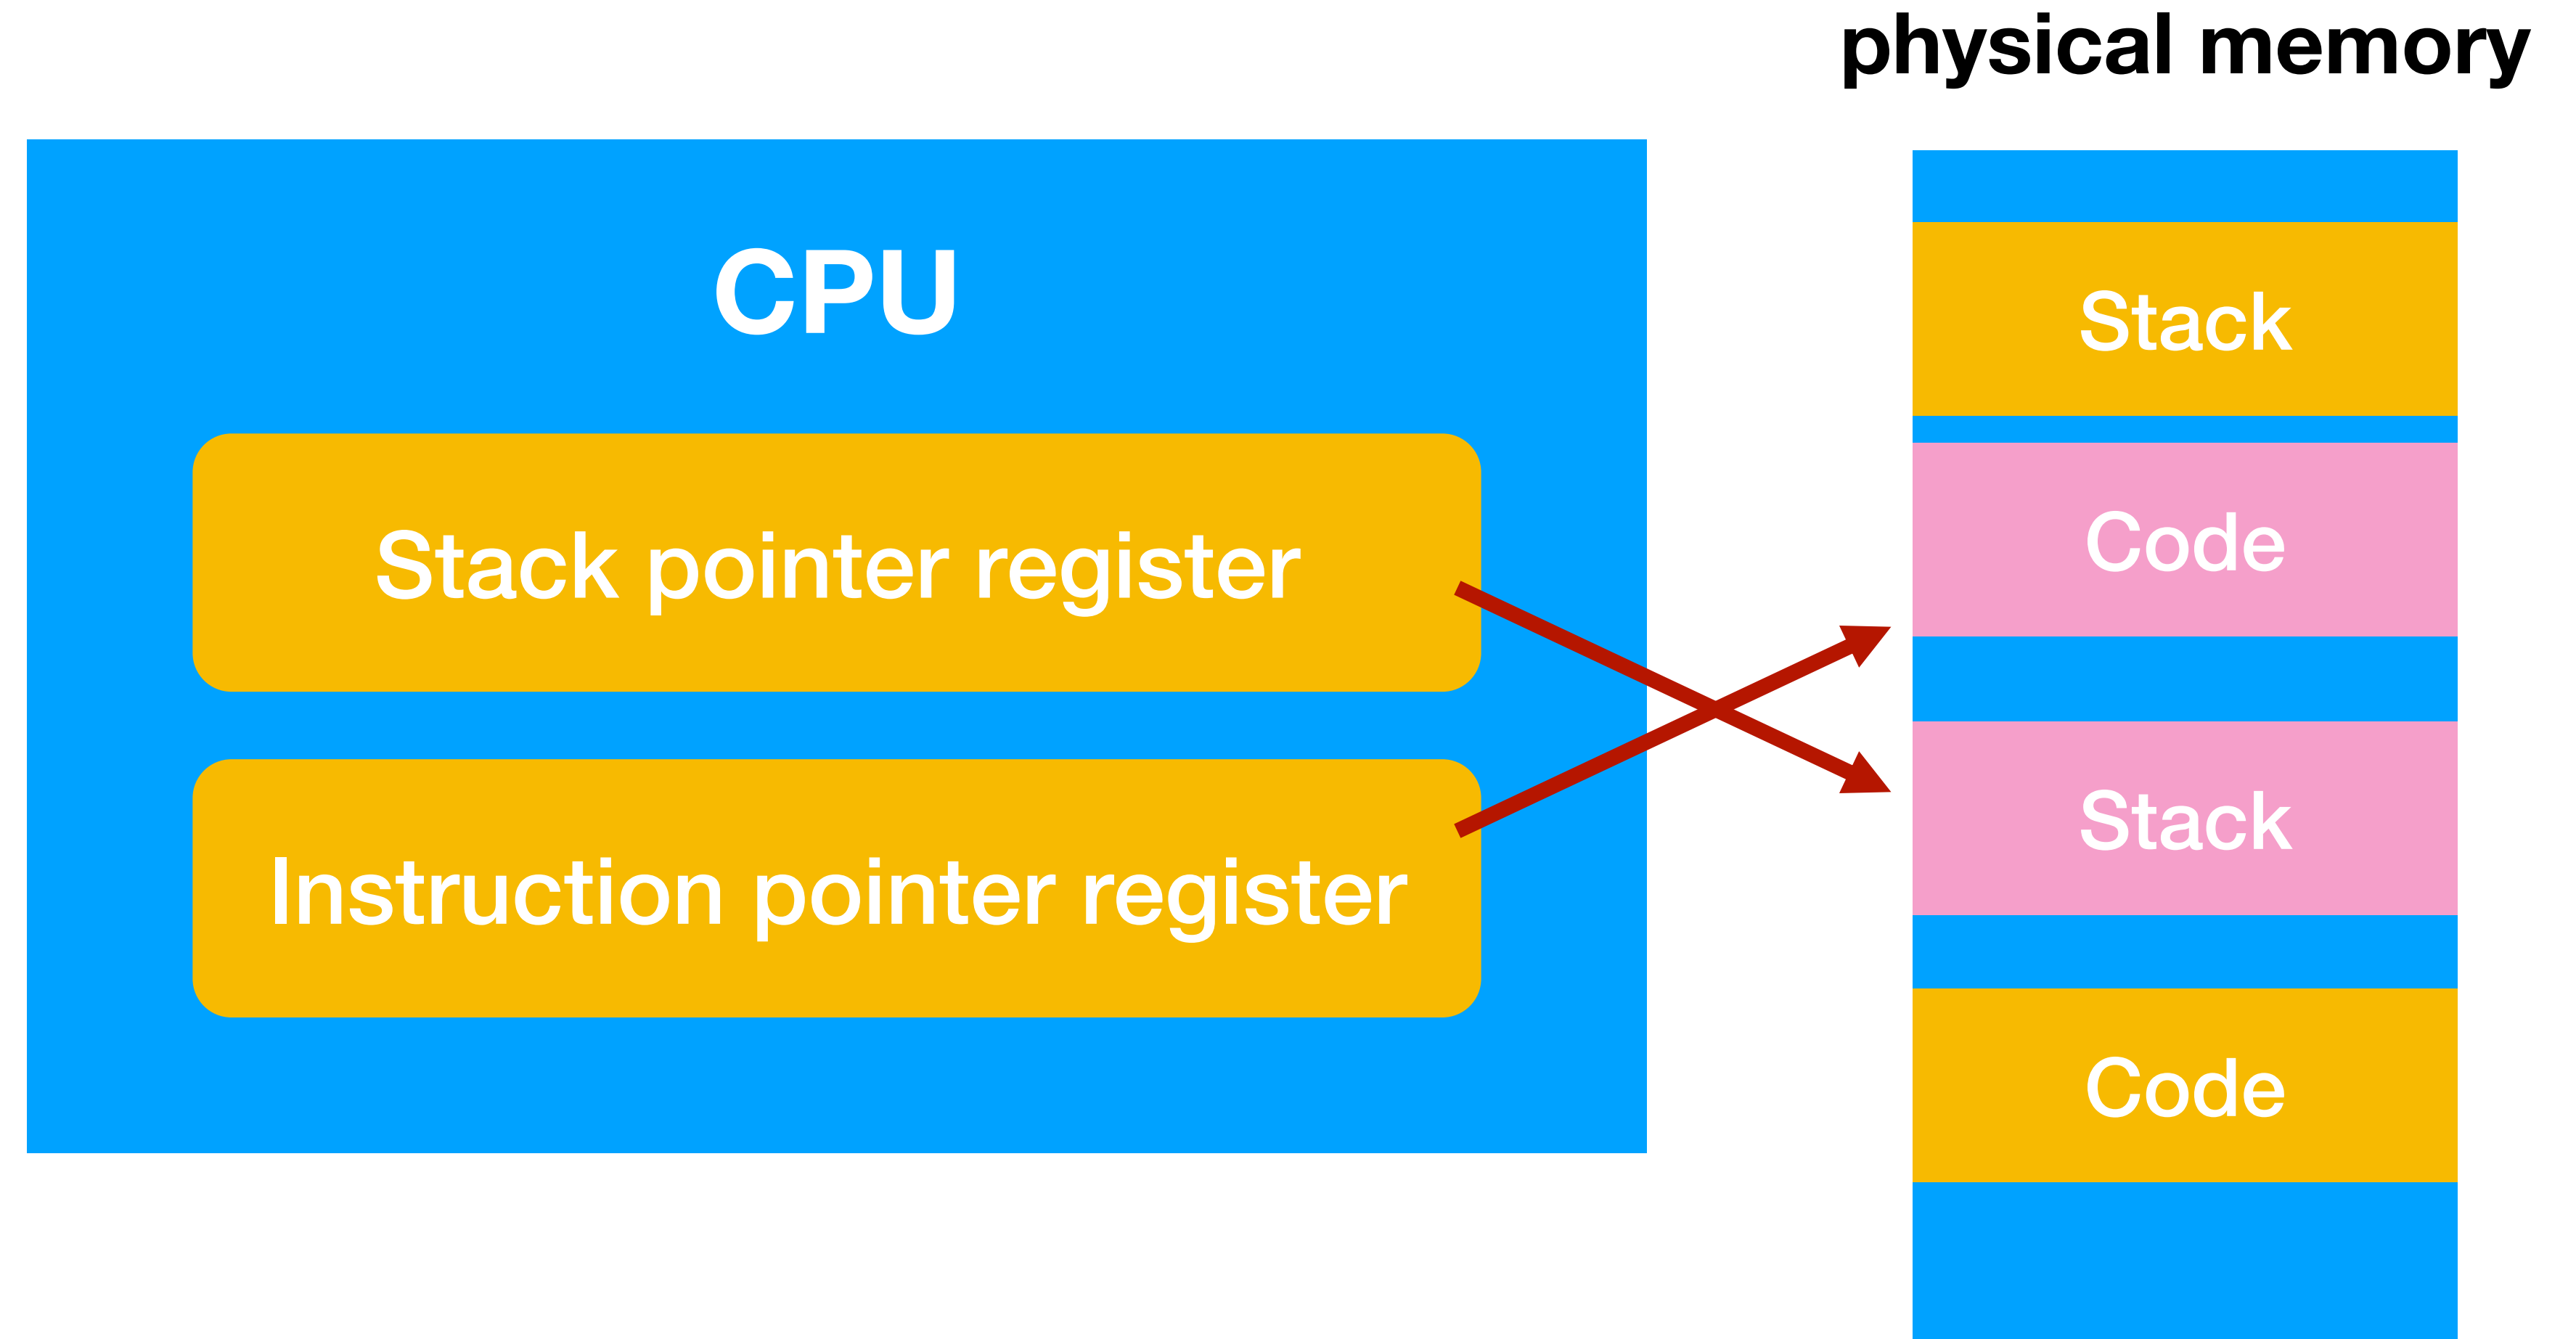 physical memory
CPU
Stack pointer register
Instruction pointer register
Stack
Code
Stack
Code